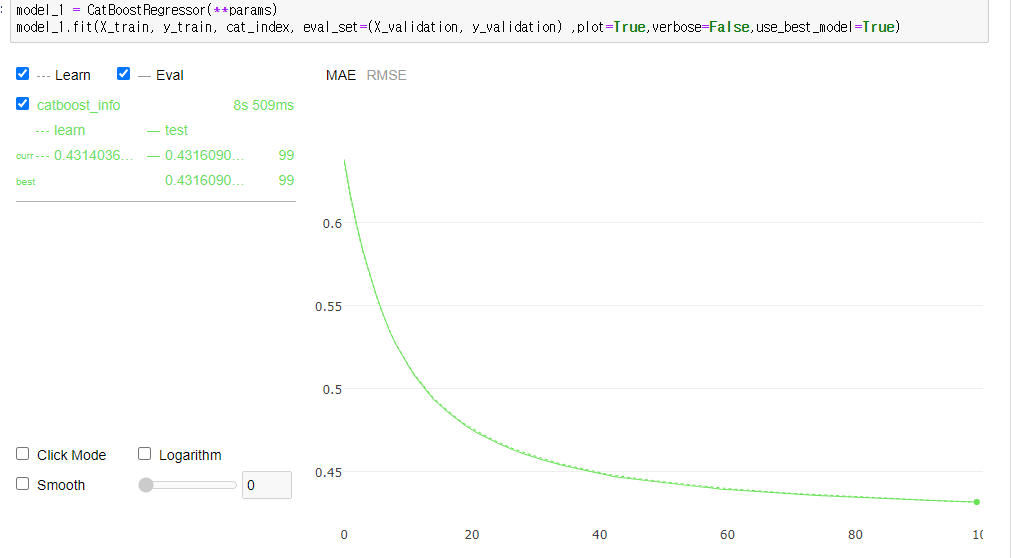 :
model_1 = CatBoostRegressor(**params)
model_1.fit(X_train, y_train, cat_index, eval_set=(X_validation, y_validation) ,plot=True,verbose=False,use_best_model=True)
--- Learn — Eval MAE RMSE
catboost_info 8s 509ms
--- learn — test
curr --- 0.4314036... — 0.4316090... 99
best 0.4316090... 99
0.6
0.55
0.5
0.45
Click Mode Logarithm
Smooth 0
0 20 40 60 80 10